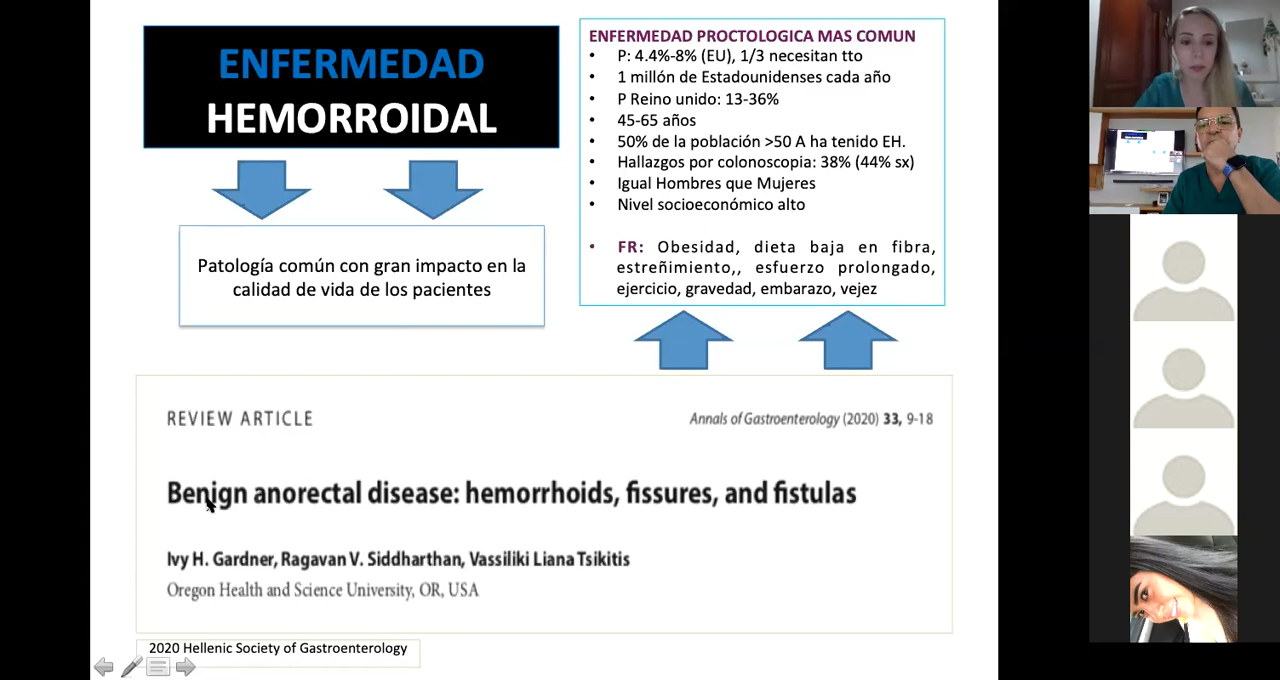 ENFERMEDAD
HEMORROIDAL
Patología común con gran impacto en la
calidad de vida de los pacientes
ENFERMEDAD PROCTOLOGICA MAS COMUN
• P: 4.4%-8% (EU), 1/3 necesitan tto
• 1 millón de Estadounidenses cada año
• P Reino unido: 13-36%
• 45-65 años
• 50% de la población >50 A ha tenido EH.
• Hallazgos por colonoscopia: 38% (44% sx)
• Igual Hombres que Mujeres
• Nivel socioeconómico alto
• FR: Obesidad, dieta baja en fibra,
estreñimiento,, esfuerzo prolongado,
ejercicio, gravedad, embarazo, vejez
REVIEW ARTICLE
Annals of Gastroenterology (2020) 33, 9-18
Benign anorectal disease: hemorrhoids, fissures, and fistulas
Ivy H. Gardner, Ragavan V. Siddharthan, Vassiliki Liana Tsikitis
Oregon Health and Science University, OR, USA
2020 Hellenic Society of Gastroenterology